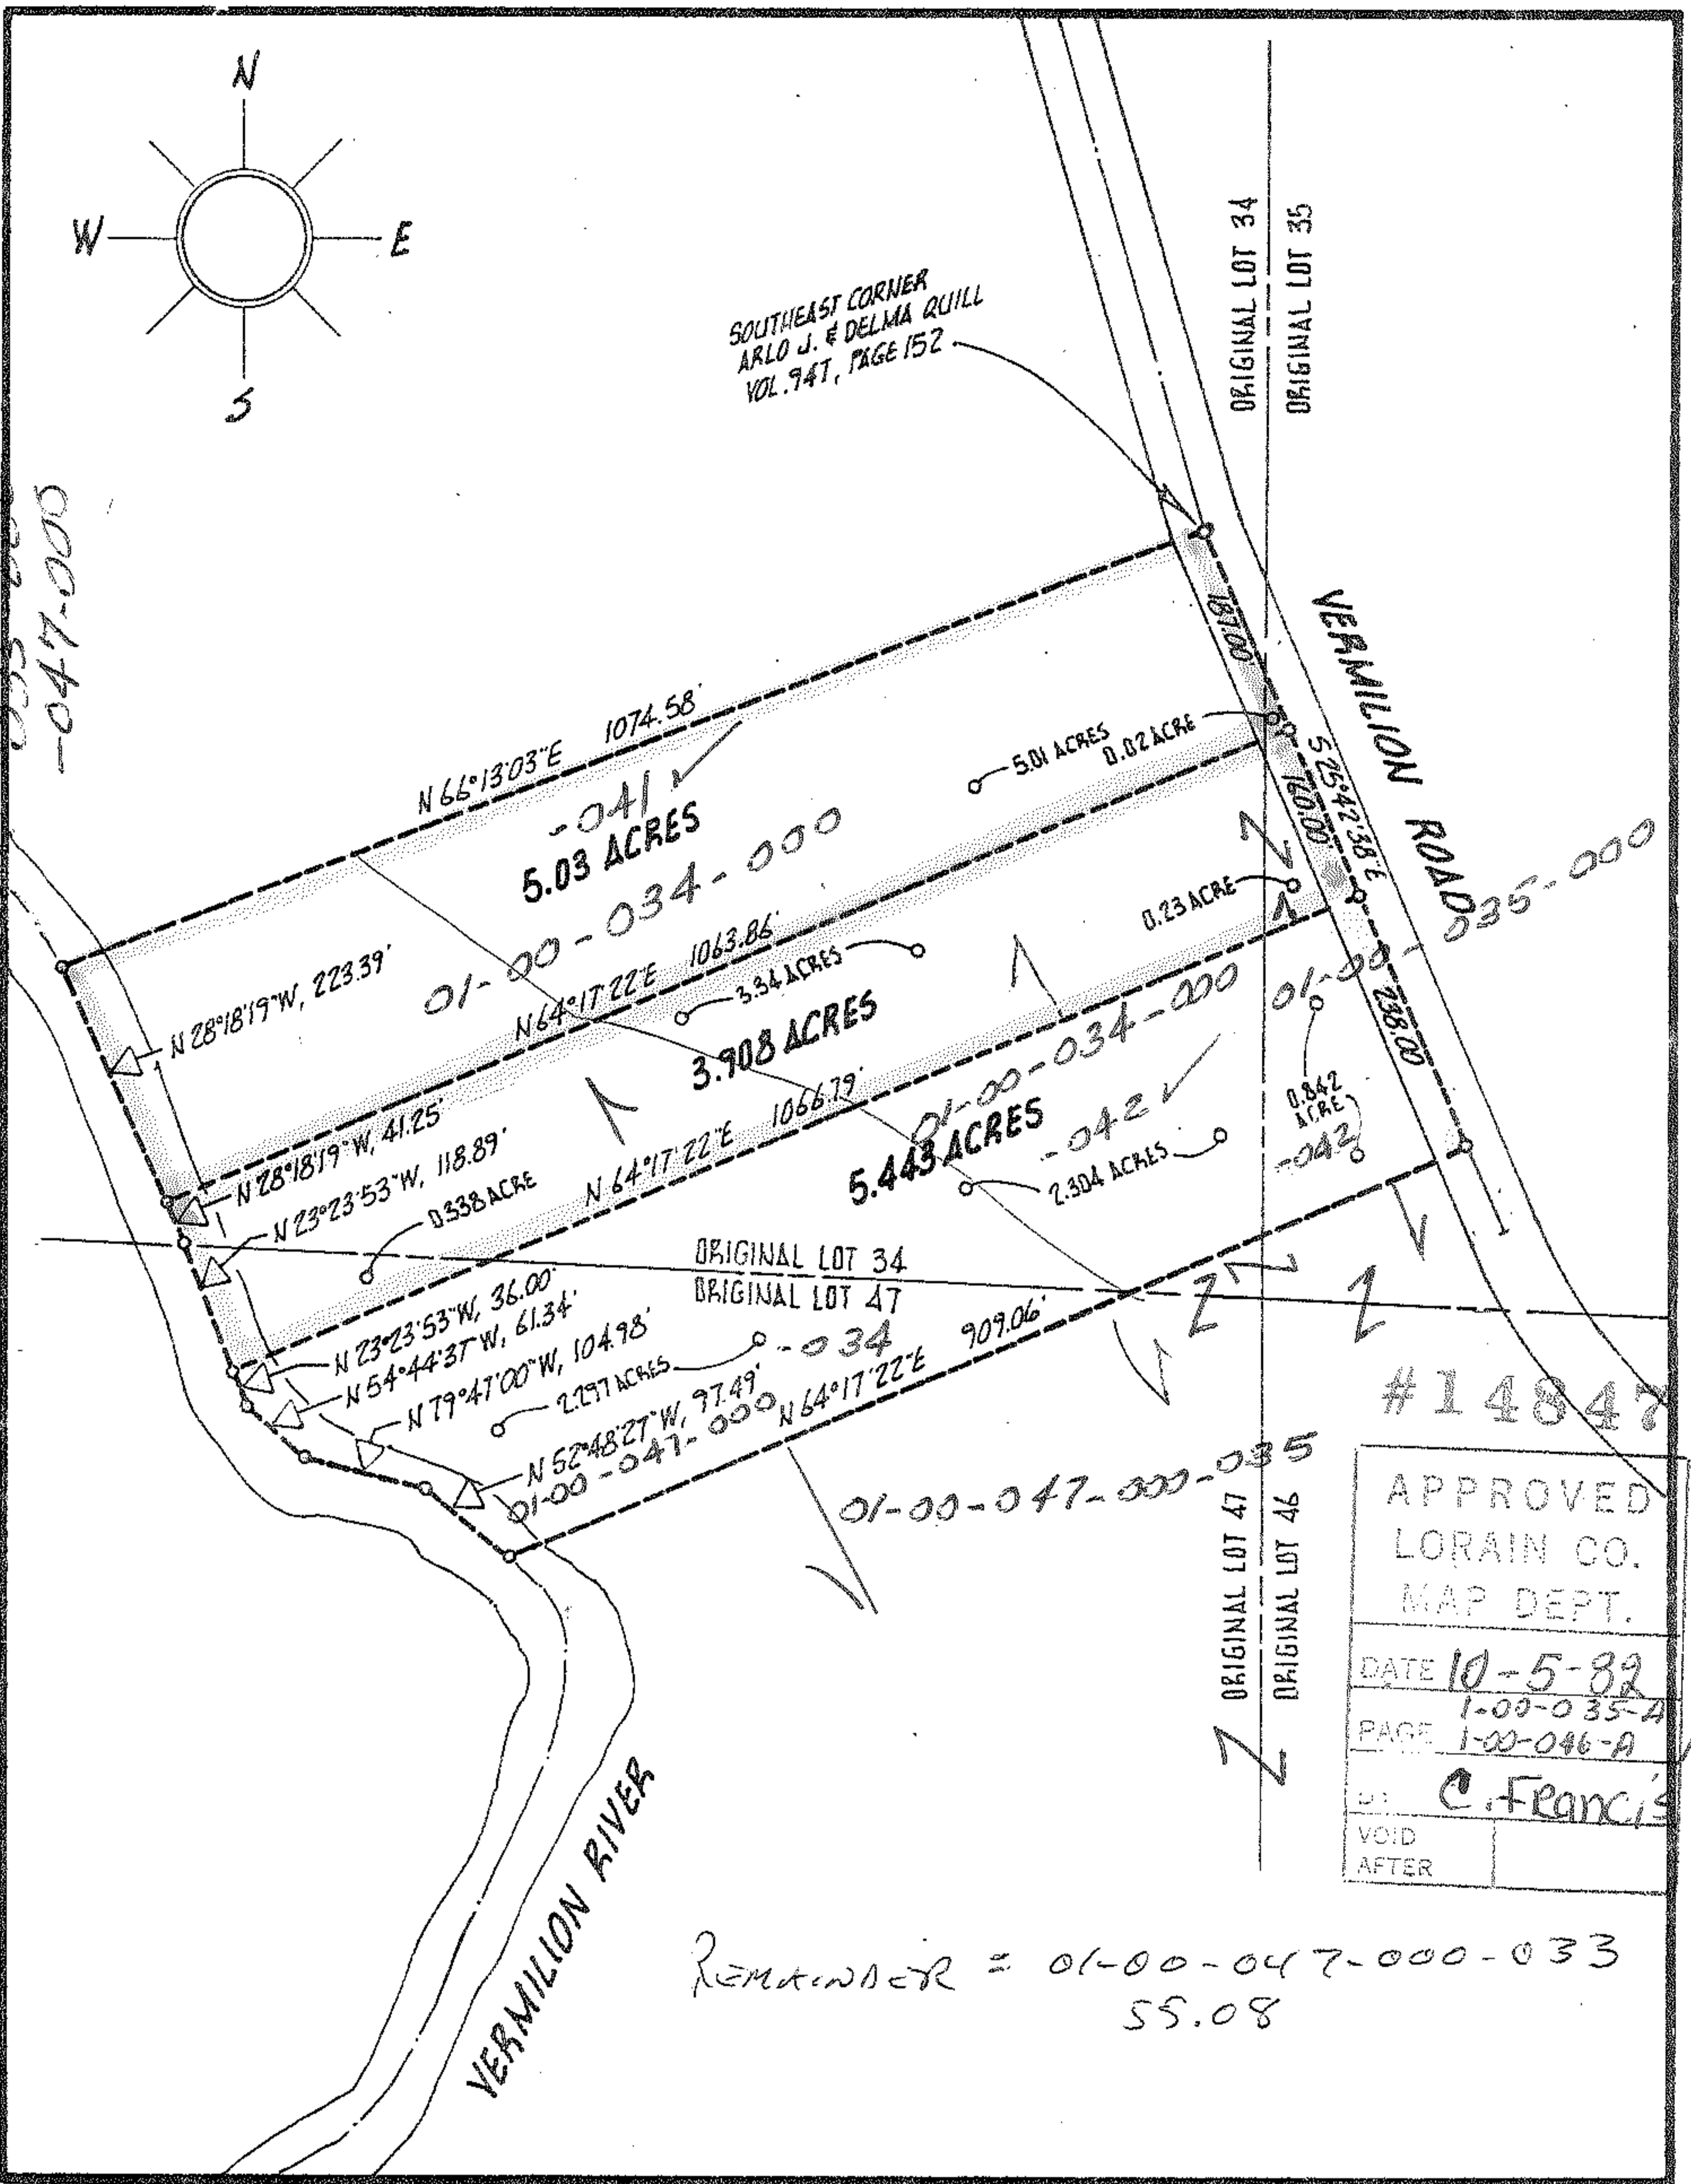 N
W
E
S
SOUTHEAST CORNER
ARLO J. & DELMA QUILL
VOL. 947, PAGE 152
ORIGINAL LOT 34
ORIGINAL LOT 35
-047-000
187.00
VERMILION ROAD
N 66°13'03"E 1074.58'
-041
5.03 ACRES
01-00-034-000
5.01 ACRES
0.02 ACRE
S 25°42'38"E
160.00
01-00-035-000
0.23 ACRE
238.00
N 28°18'19"W, 223.39'
N 64°17'22"E 1063.86'
3.34 ACRES
3.908 ACRES
01-00-034-000
-042
5.443 ACRES
2.304 ACRES
0.842
ACRE
-042
N 28°18'19"W, 41.25'
N 23°23'53"W, 118.89'
0.338 ACRE
N 64°17'22"E 1066.79'
ORIGINAL LOT 34
ORIGINAL LOT 47
N 23°23'53"W, 36.00'
N 54°44'37"W, 61.34'
N 79°47'00"W, 104.98'
2.297 ACRES
-034
N 52°48'27"W, 97.49'
01-00-047-000
N 64°17'22"E 909.06'
01-00-047-000-035
ORIGINAL LOT 47
ORIGINAL LOT 46
#14847
APPROVED
LORAIN CO.
MAP DEPT.
DATE 10-5-82
1-00-035-A
PAGE 1-00-046-A
C. Francis
VOID
AFTER
VERMILION RIVER
REMAINDER = 01-00-047-000-033
55.08